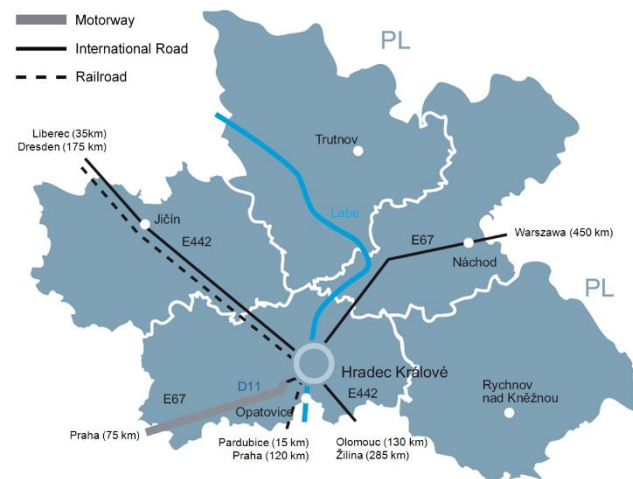 Motorway
PL
International Road
Railroad
Liberec (35km)
Dresden (175 km)
Trutnov
Labe
Jičín
E442
E67
Warszawa (450 km)
Náchod
PL
Hradec Králové
D11
E442
E67
Rychnov
nad Kněžnou
Opatovice
Praha (75 km)
Pardubice (15 km)
Praha (120 km)
Olomouc (130 km)
Žilina (285 km)